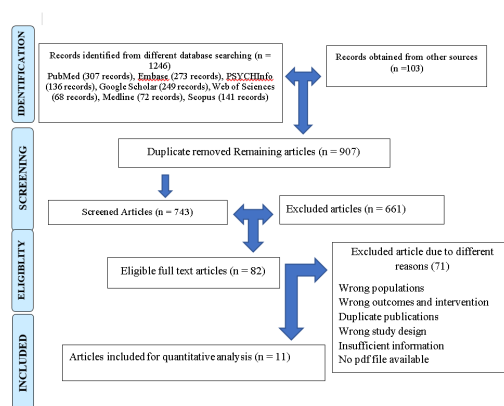 IDENTIFICATION
Records identified from different database searching (n =
1246)
PubMed (307 records), Embase (273 records), PSYCHInfo
(136 records), Google Scholar (249 records), Web of Sciences
(68 records), Medline (72 records), Scopus (141 records)
Records obtained from other sources
(n =103)
SCREENING
Duplicate removed Remaining articles (n = 907)
Screened Articles (n = 743)
Excluded articles (n = 661)
ELIGIBLITY
Eligible full text articles (n = 82)
Excluded article due to different
reasons (71)
Wrong populations
Wrong outcomes and intervention
Duplicate publications
Wrong study design
Insufficient information
No pdf file available
INCLUDED
Articles included for quantitative analysis (n = 11)